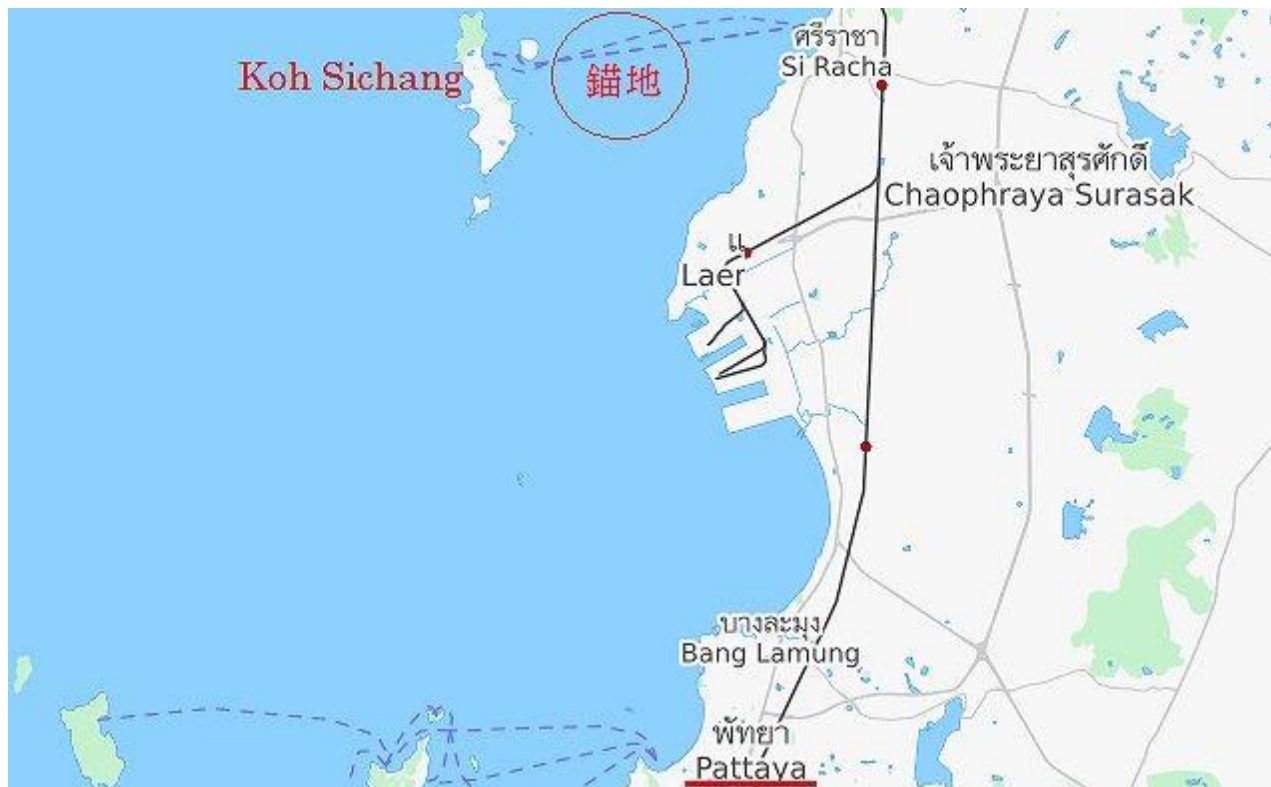 ศรีราชา
Si Racha
Koh Sichang
錨地
เจ้าพระยาสุรศักดิ์
Chaophraya Surasak
แ
Laer
บางละมุง
Bang Lamung
พัทยา
Pattaya